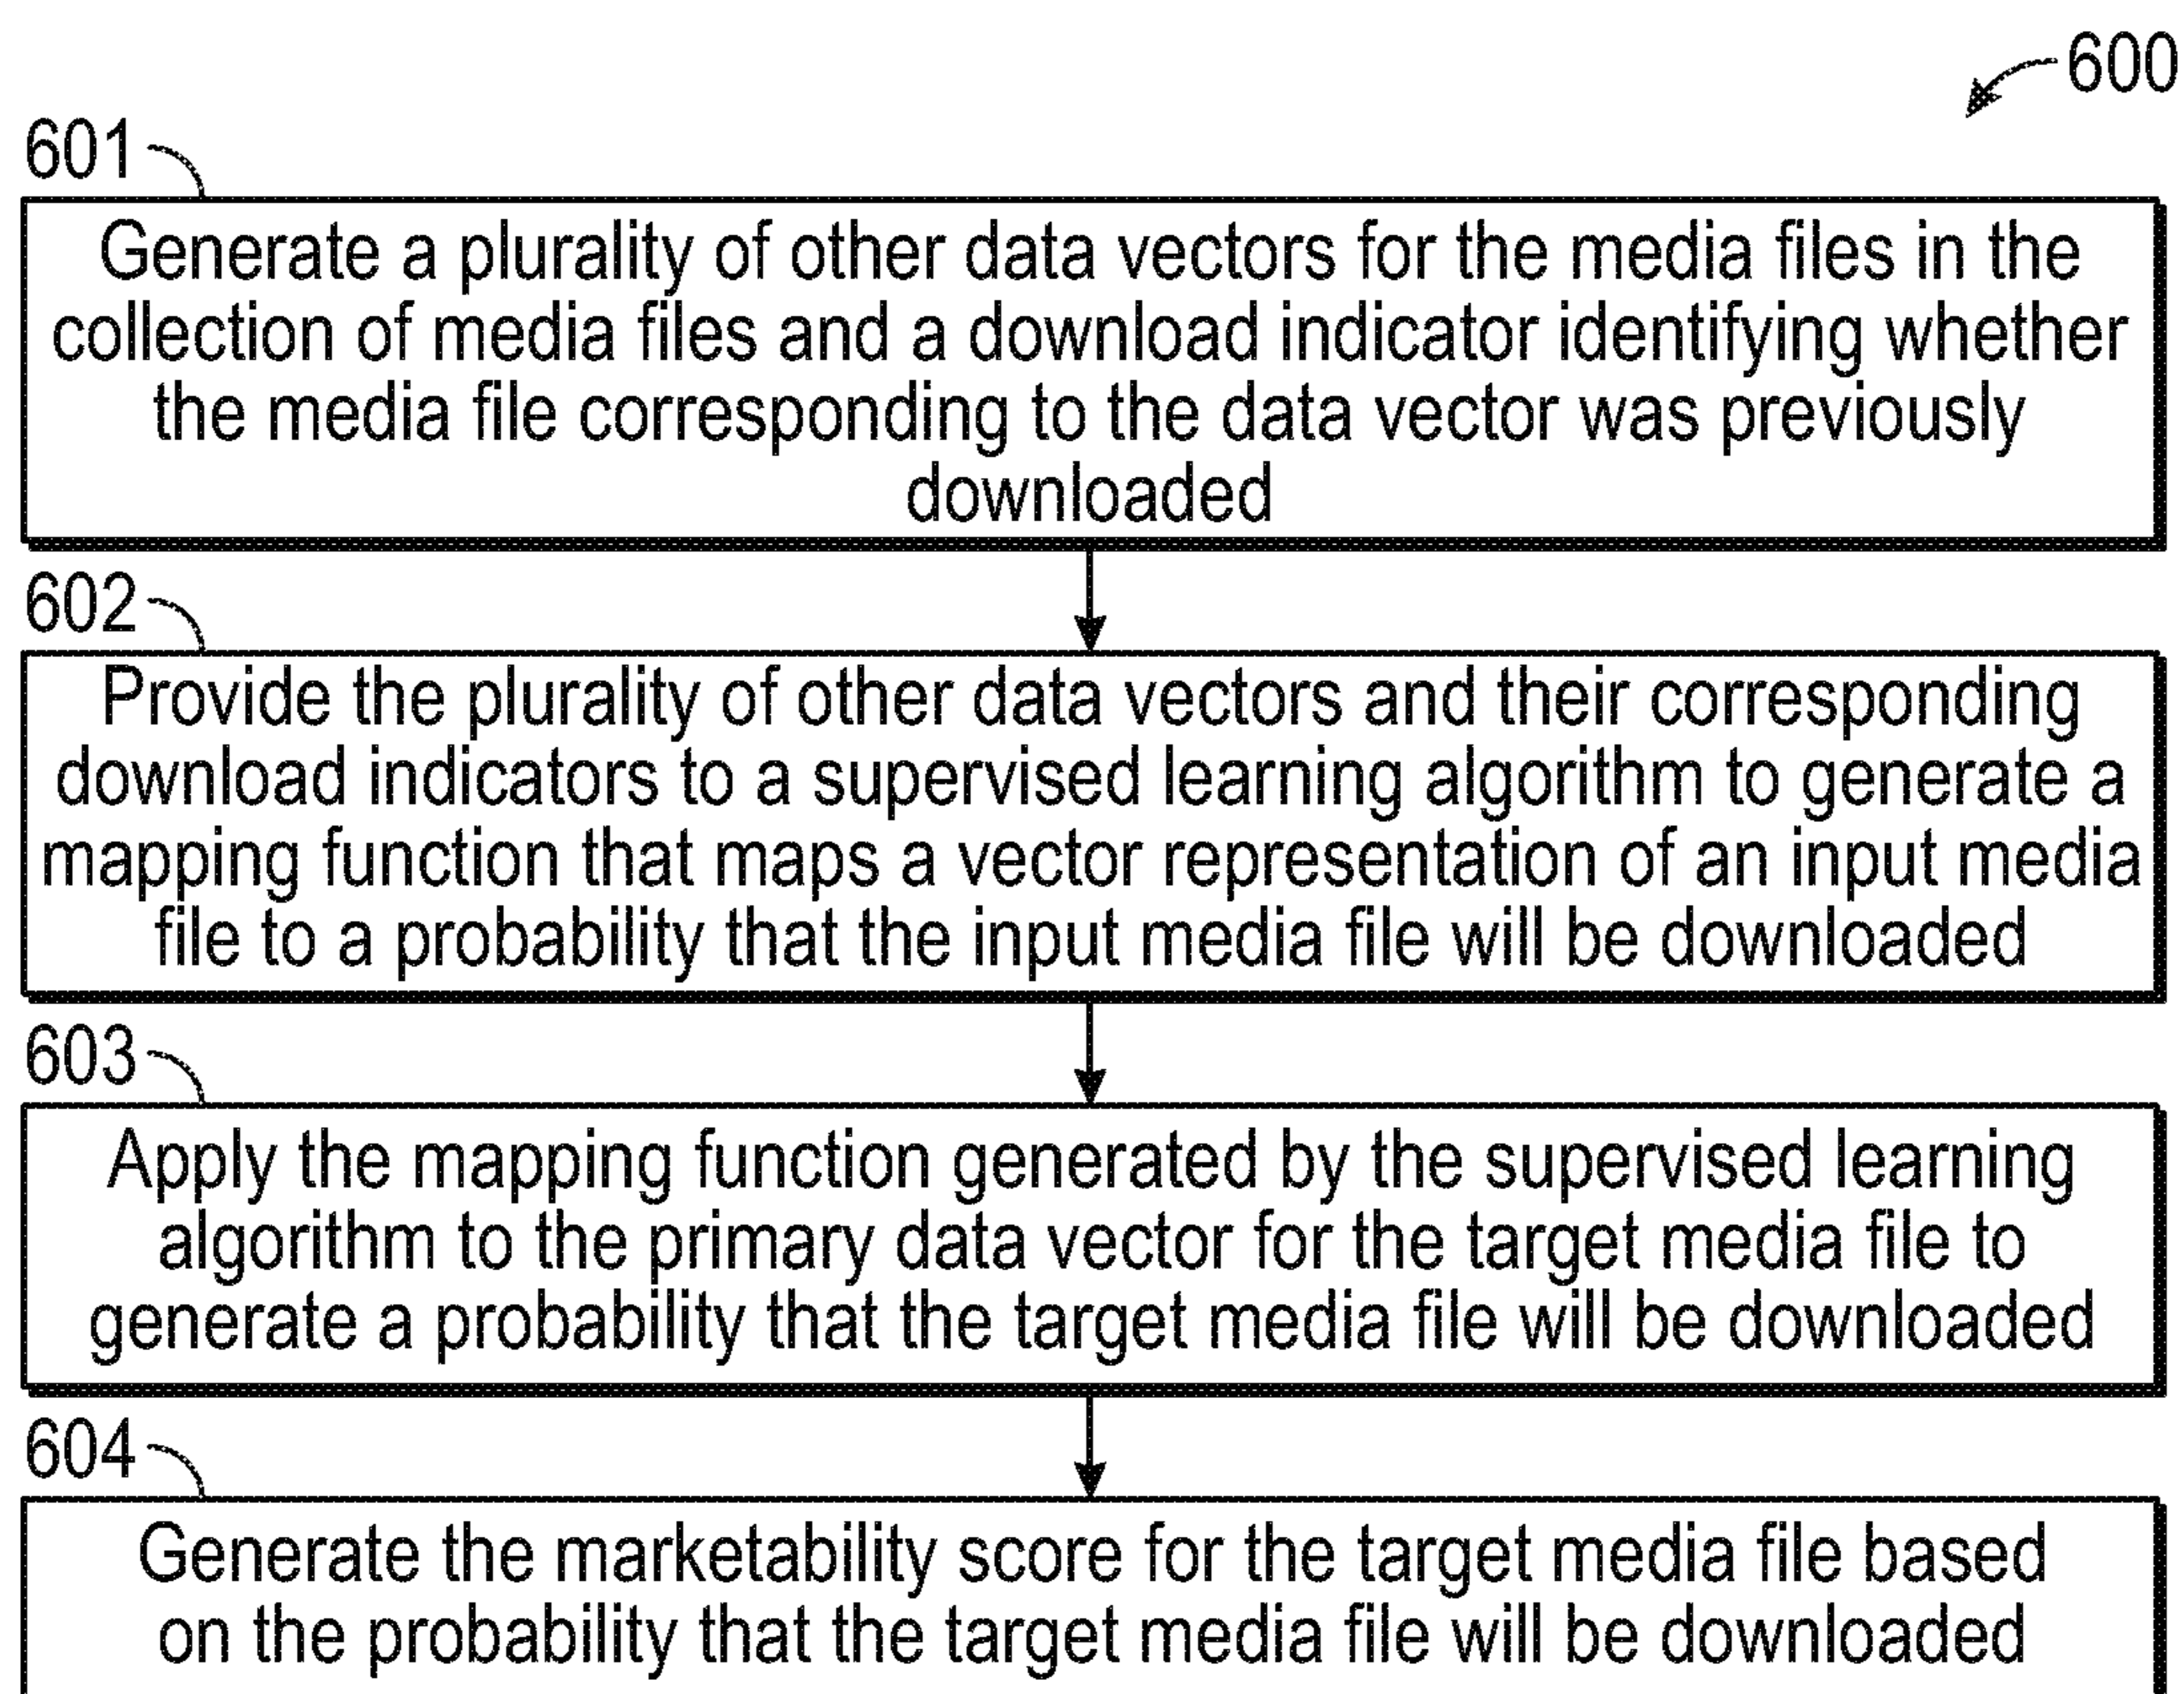 600
601
Generate a plurality of other data vectors for the media files in the
collection of media files and a download indicator identifying whether
the media file corresponding to the data vector was previously
downloaded
602
Provide the plurality of other data vectors and their corresponding
download indicators to a supervised learning algorithm to generate a
mapping function that maps a vector representation of an input media
file to a probability that the input media file will be downloaded
603
Apply the mapping function generated by the supervised learning
algorithm to the primary data vector for the target media file to
generate a probability that the target media file will be downloaded
604
Generate the marketability score for the target media file based
on the probability that the target media file will be downloaded